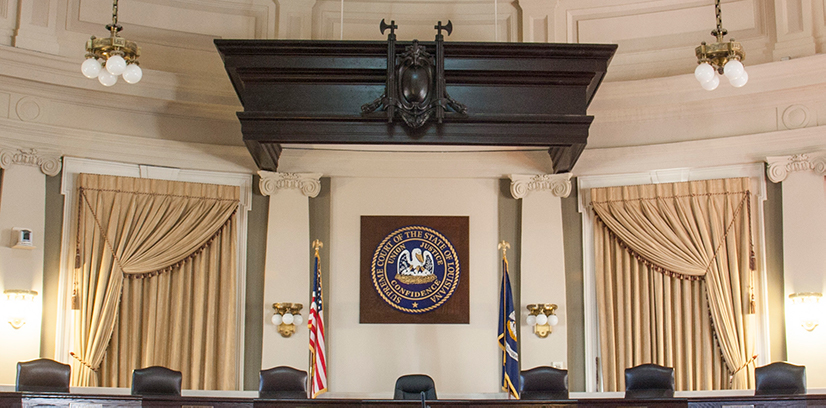 SUPREME COURT OF THE STATE OF LOUISIANA
UNION JUSTICE
CONFIDENCE